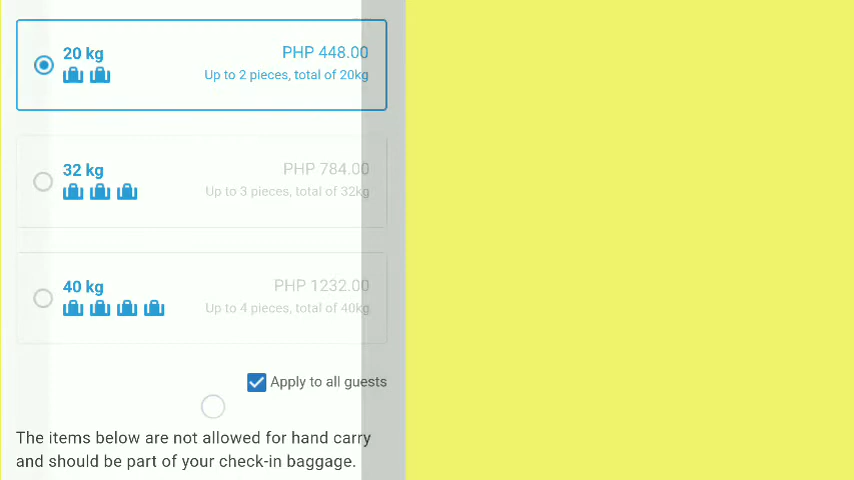 20 kg
PHP 448.00
Up to 2 pieces, total of 20kg
32 kg
PHP 784.00
Up to 3 pieces, total of 32kg
40 kg
PHP 1232.00
Up to 4 pieces, total of 40kg
Apply to all guests
The items below are not allowed for hand carry
and should be part of your check-in baggage.